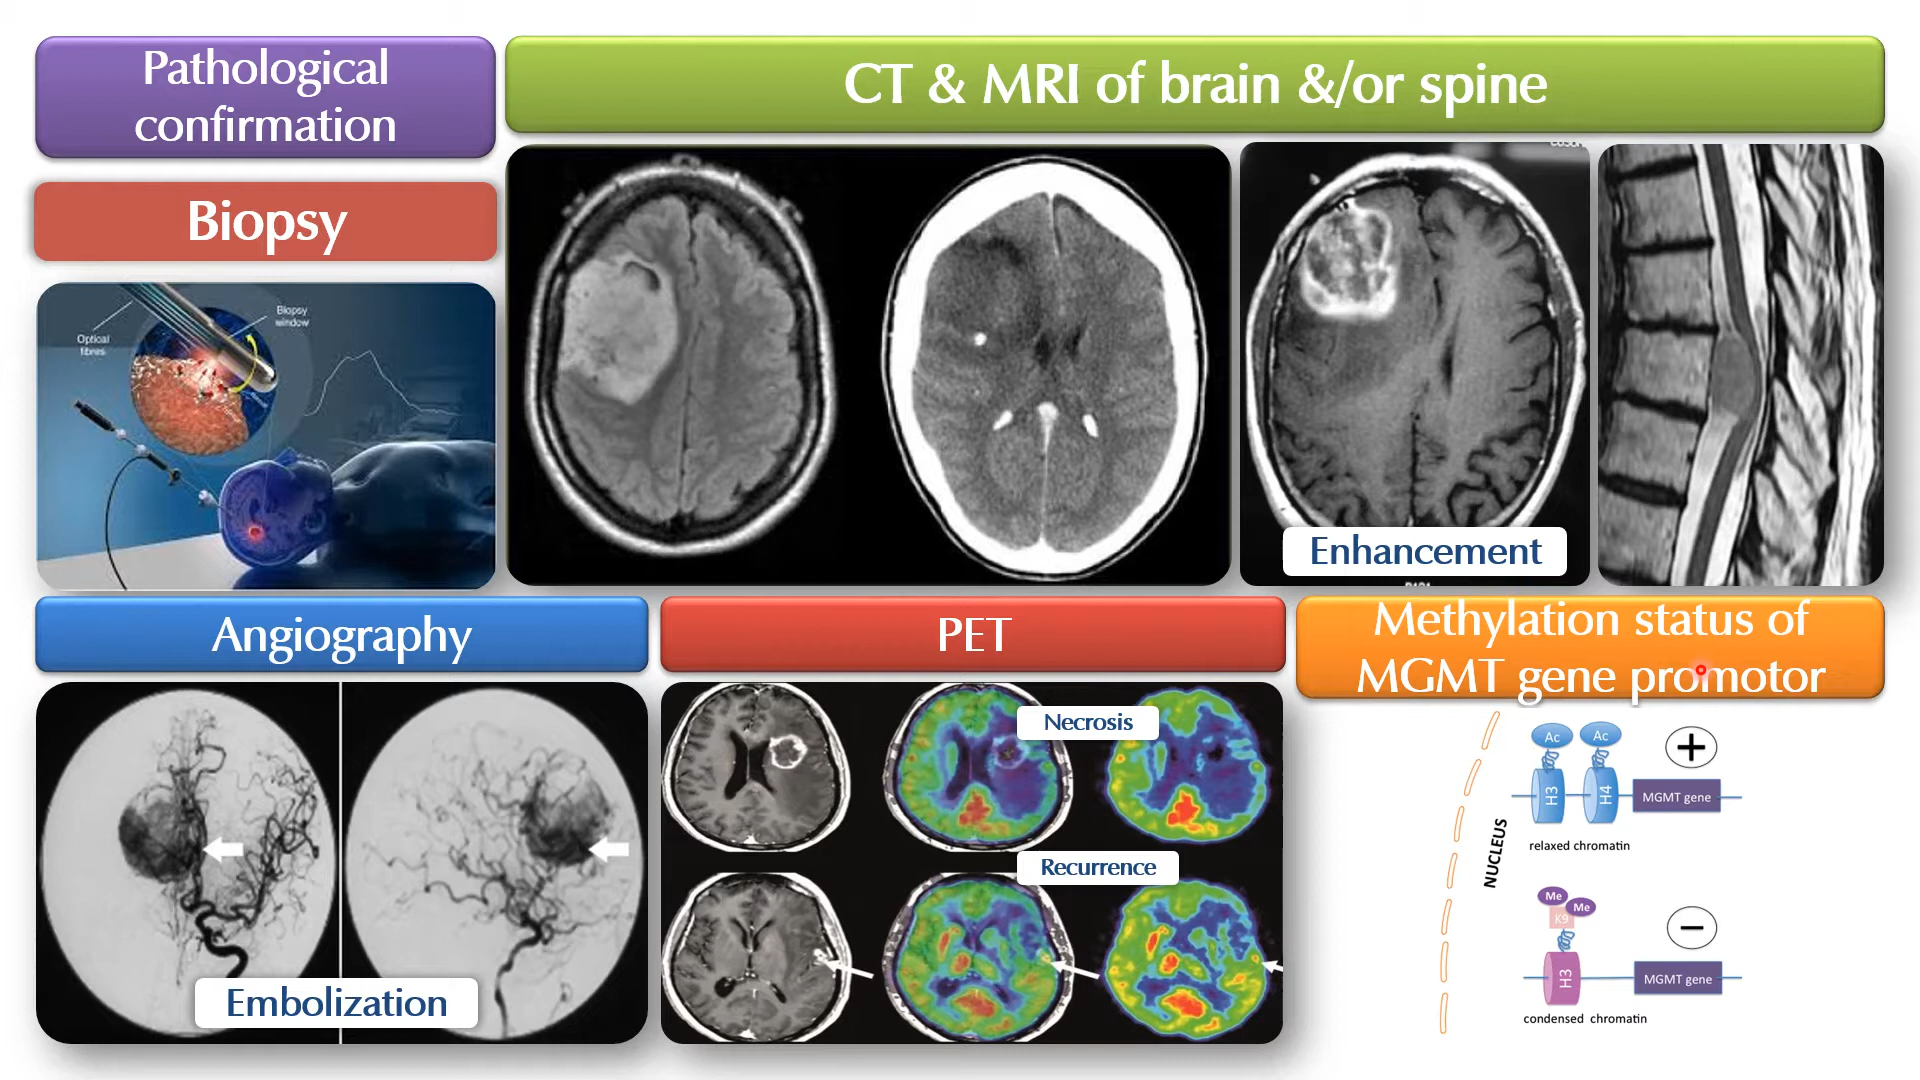 Pathological
confirmation
CT & MRI of brain &/or spine
Biopsy
Optical
fibres
Biopsy
window
Enhancement
Angiography
PET
Methylation status of
MGMT gene promotor
Embolization
Necrosis
Recurrence
NUCLEUS
Ac
Ac
H3
H4
+
MGMT gene
relaxed chromatin
Me
Me
K9
H3
−
MGMT gene
condensed chromatin